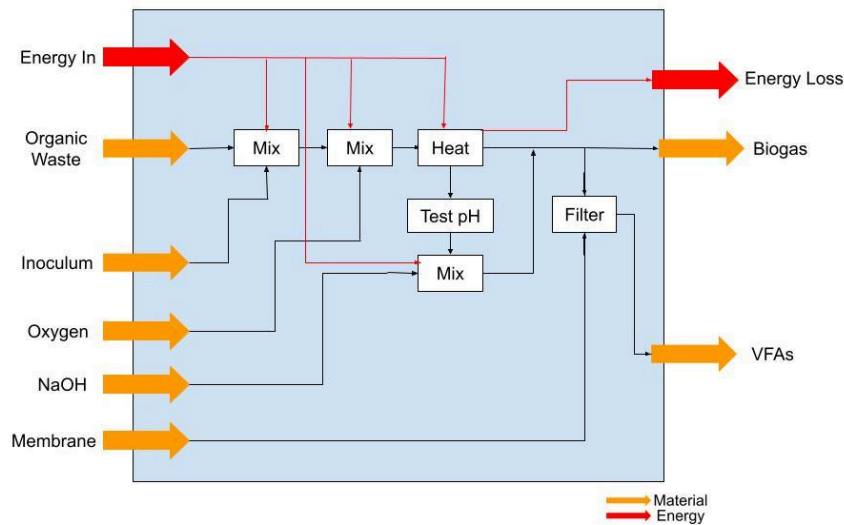 Energy In
Energy Loss
Organic
Waste
Mix
Mix
Heat
Biogas
Test pH
Filter
Inoculum
Mix
Oxygen
VFAs
NaOH
Membrane
Material
Energy